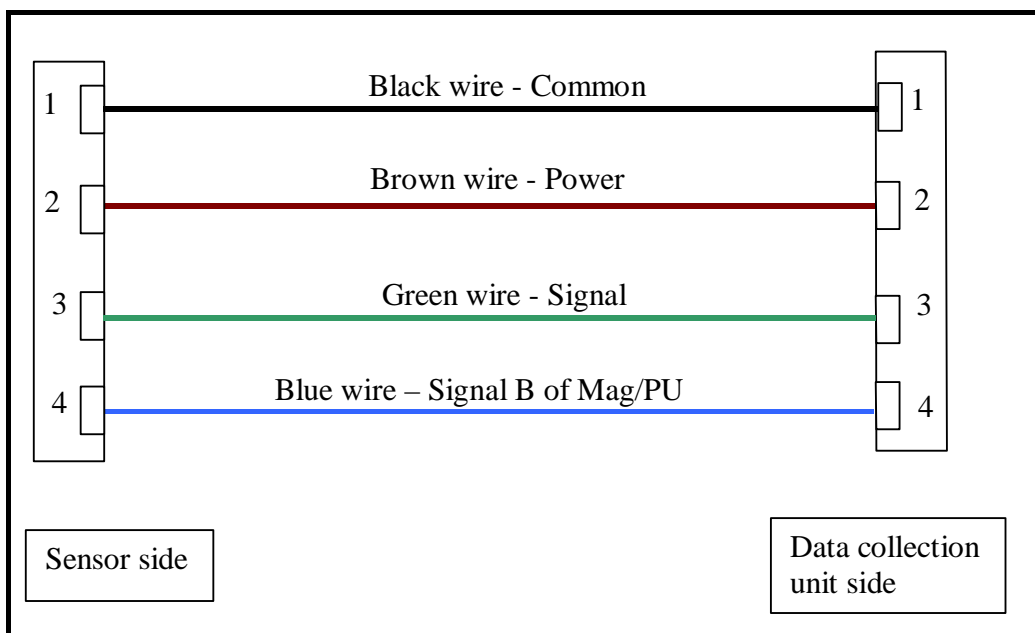 1
Black wire - Common
1
2
Brown wire - Power
2
3
Green wire - Signal
3
4
Blue wire – Signal B of Mag/PU
4
Sensor side
Data collection
unit side